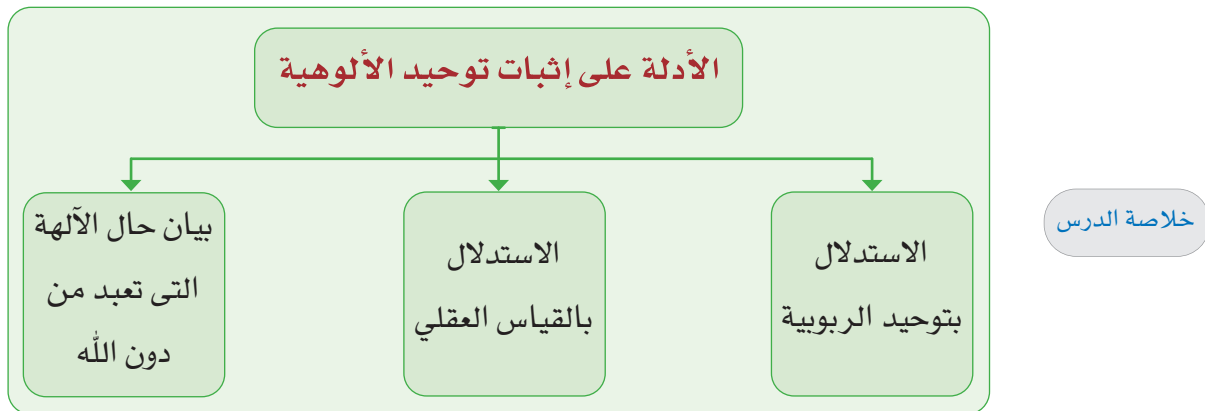 خلاصة الدرس
الأدلة على إثبات توحيد الألوهية
الاستدلال
بتوحيد الربوبية
الاستدلال
بالقياس العقلي
بيان حال الآلهة
التى تعبد من
دون الله